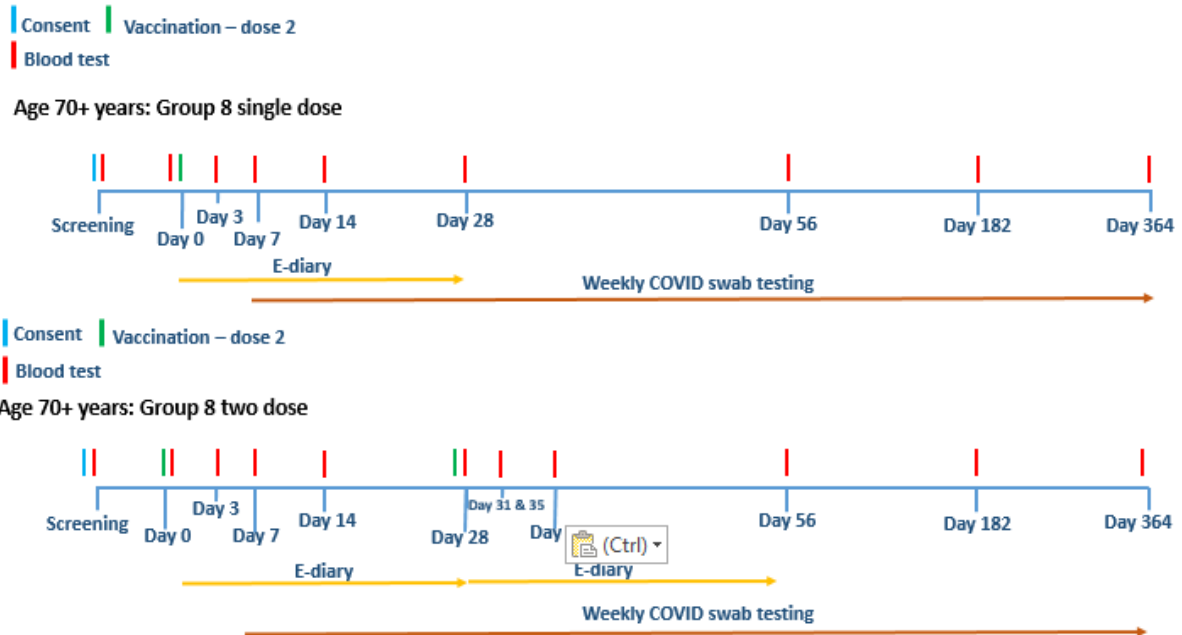 Consent Vaccination – dose 2
Blood test
Age 70+ years: Group 8 single dose
Screening Day 0 Day 3 Day 7 Day 14 Day 28 Day 56 Day 182 Day 364
E-diary
Weekly COVID swab testing
Consent Vaccination – dose 2
Blood test
Age 70+ years: Group 8 two dose
Screening Day 0 Day 3 Day 7 Day 14 Day 28 Day 31 & 35 Day Day 56 Day 182 Day 364
(Ctrl)
E-diary E-diary
Weekly COVID swab testing